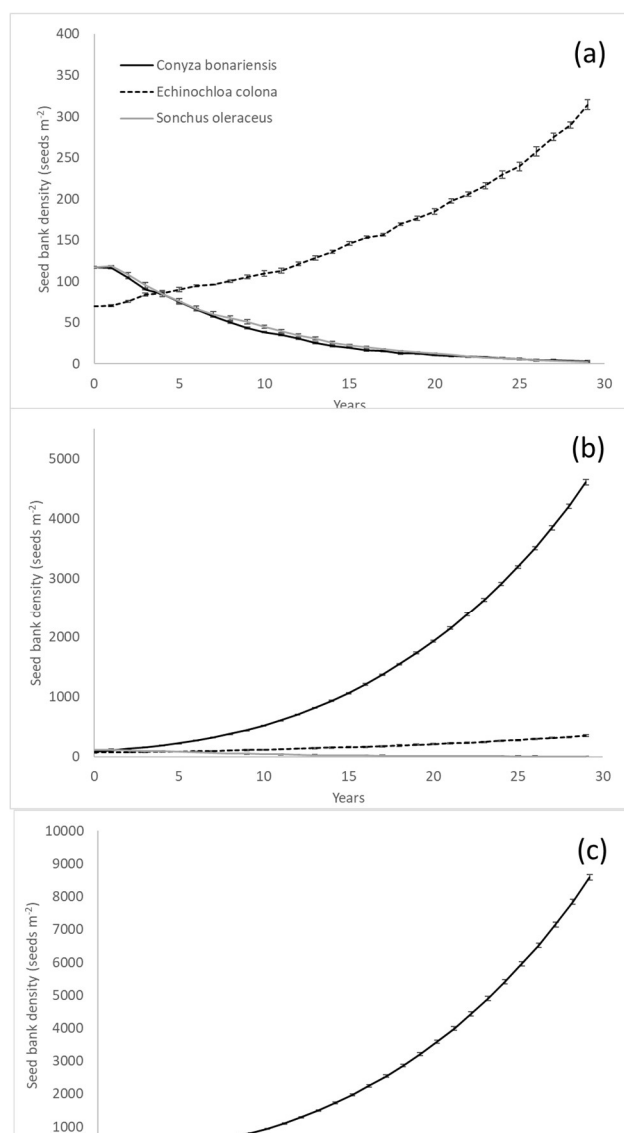 400
(a)
350
Conyza bonariensis
300
Echinochloa colona
Sonchus oleraceus
250
200
150
100
50
0
Seed bank density (seeds m-2)
0 5 10 15 20 25 30
Years
(b)
5000
4000
3000
2000
1000
0
Seed bank density (seeds m-2)
0 5 10 15 20 25 30
Years
10000
(c)
9000
8000
7000
6000
5000
4000
3000
2000
1000
Seed bank density (seeds m-2)